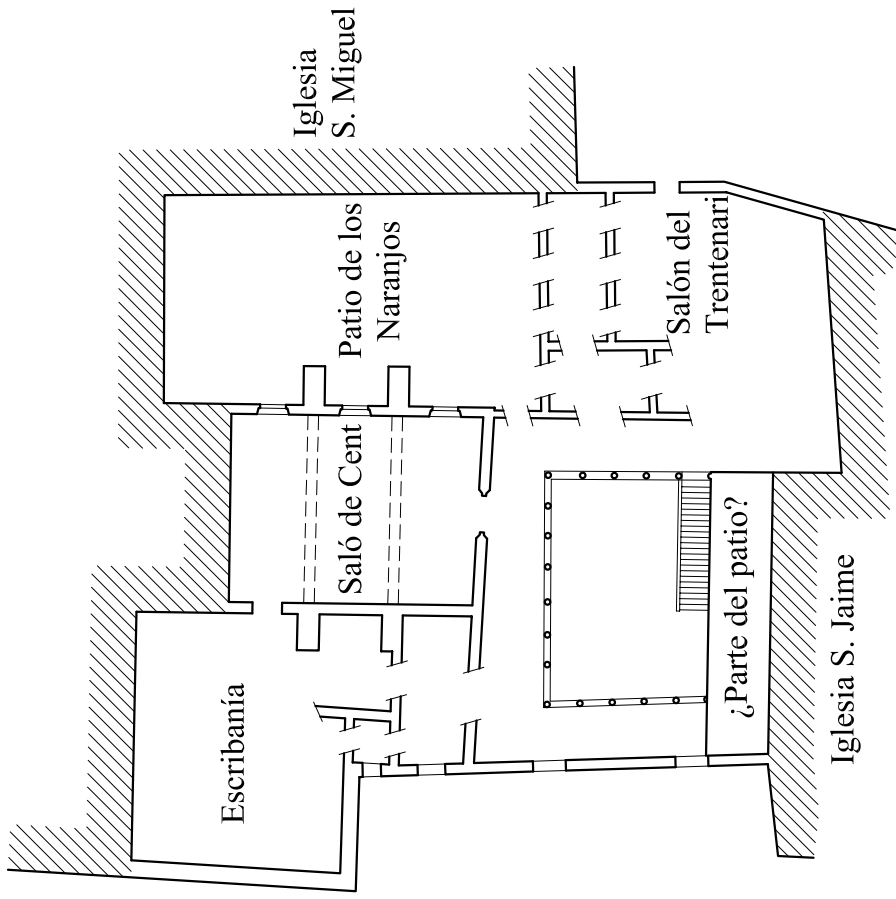 Iglesia
S. Miguel
Patio de los
Naranjos
Salón del
Trentenari
Saló de Cent
Escribanía
¿Parte del patio?
Iglesia S. Jaime